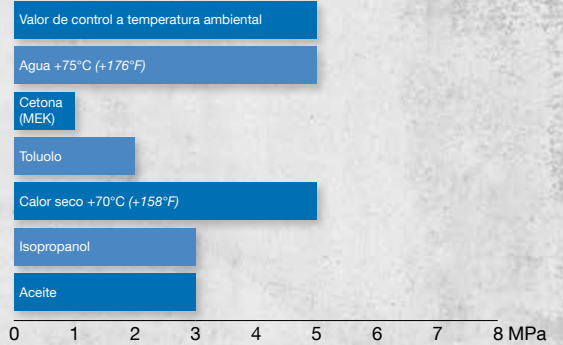 Valor de control a temperatura ambiental
Agua +75°C (+176°F)
Cetona
(MEK)
Toluolo
Calor seco +70°C (+158°F)
Isopropanol
Aceite
0 1 2 3 4 5 6 7 8 MPa